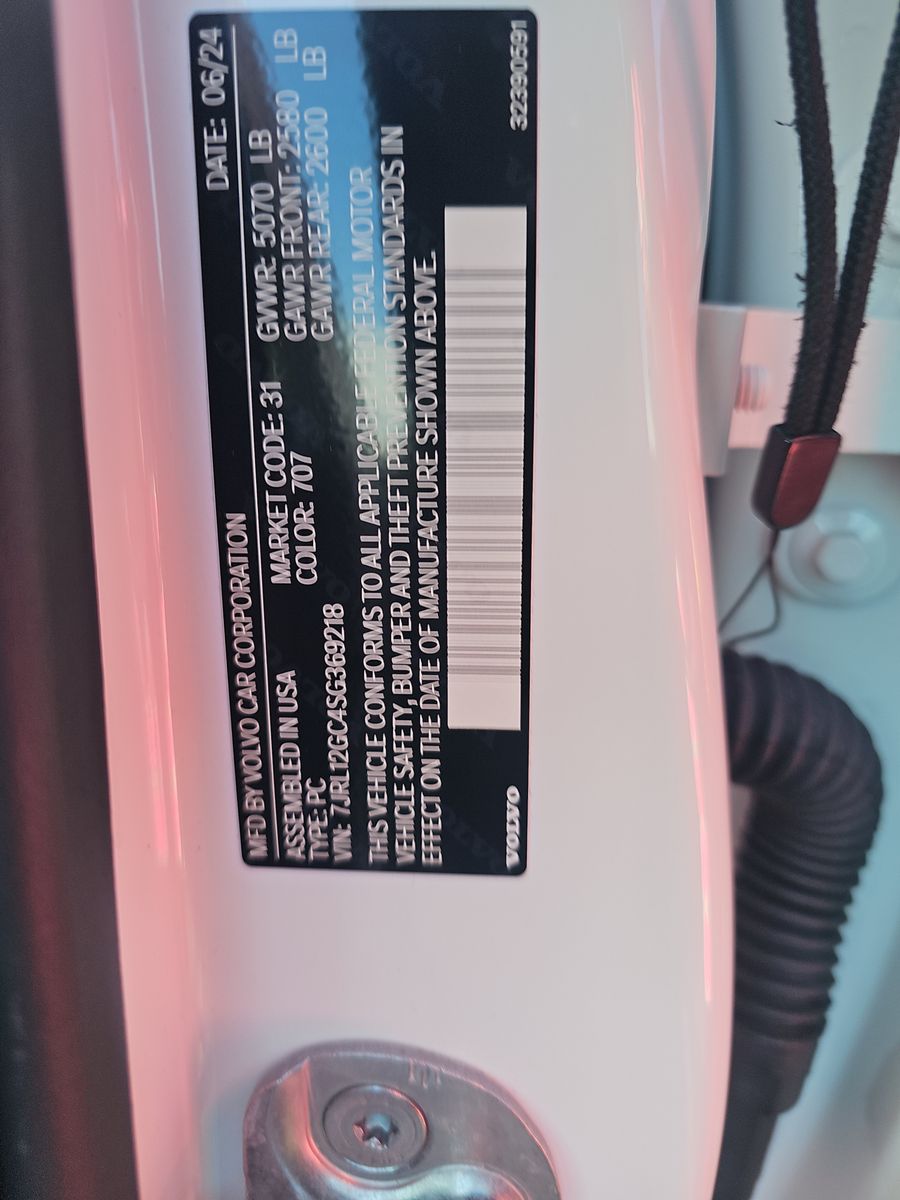 MFD BY VOLVO CAR CORPORATION
DATE: 06/24
ASSEMBLED IN USA
MARKET CODE: 31
GVWR: 5070 LB
TYPE: PC
COLOR: 707
GAWR FRONT: 2580 LB
VIN: 7JRL12GC4SG369218
GAWR REAR: 2600 LB
THIS VEHICLE CONFORMS TO ALL APPLICABLE FEDERAL MOTOR
VEHICLE SAFETY, BUMPER AND THEFT PREVENTION STANDARDS IN
EFFECT ON THE DATE OF MANUFACTURE SHOWN ABOVE.
VOLVO
32390591